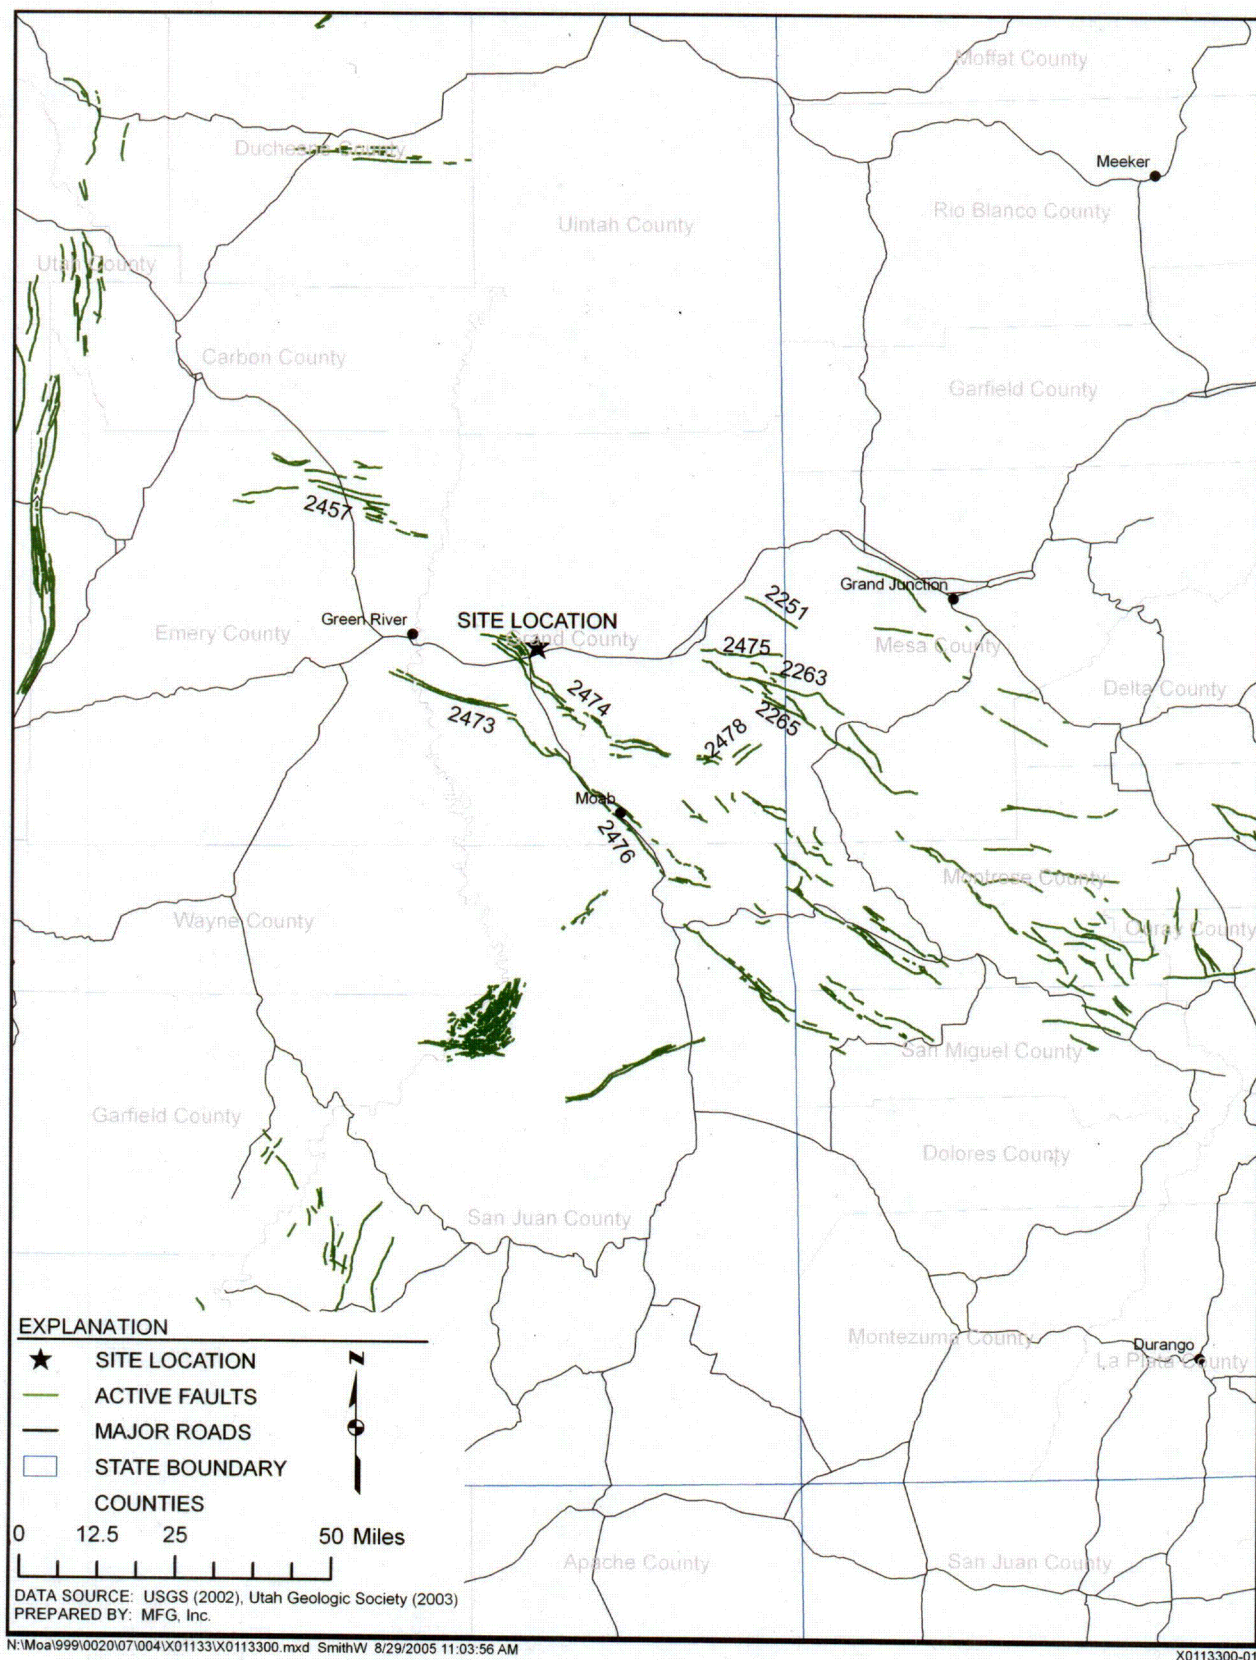 Moffat County
Duchesne County
Meeker
Rio Blanco County
Uintah County
Utah County
Carbon County
Garfield County
2457
Grand Junction
2251
Green River
SITE LOCATION
Emery County
Grand County
2475
Mesa County
2263
Delta County
2474
2473
2265
2478
Moab
2476
Montrose County
Wayne County
Ouray County
San Miguel County
Garfield County
Dolores County
San Juan County
Montezuma County
Durango
La Plata County
EXPLANATION
SITE LOCATION
N
ACTIVE FAULTS
MAJOR ROADS
STATE BOUNDARY
COUNTIES
0 12.5 25 50 Miles
Apache County
San Juan County
DATA SOURCE: USGS (2002), Utah Geologic Society (2003)
PREPARED BY: MFG, Inc.
N:\Moa\999\0020\07\004\X01133\X0113300.mxd SmithW 8/29/2005 11:03:56 AM
X0113300-01